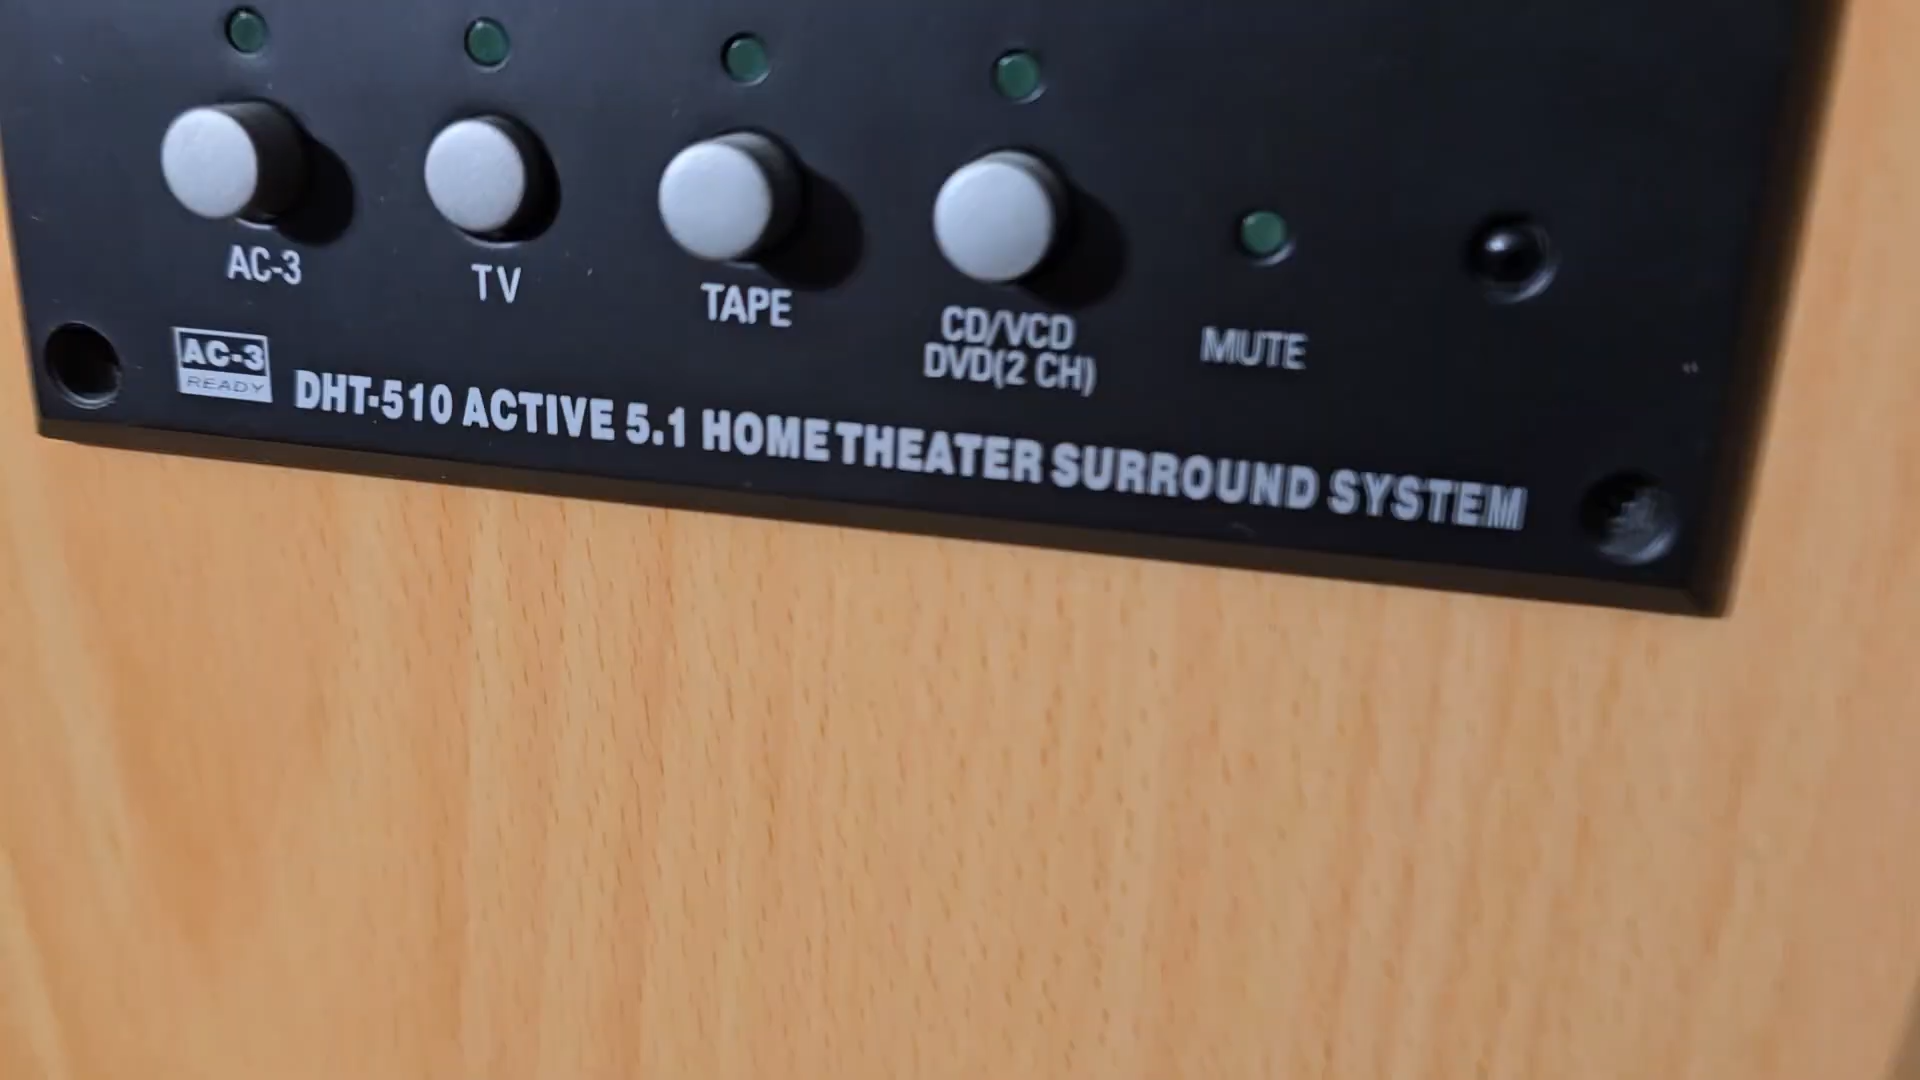 AC-3
TV
TAPE
CD/VCD
DVD(2 CH)
MUTE
AC-3
READY
DHT-510 ACTIVE 5.1 HOME THEATER SURROUND SYSTEM